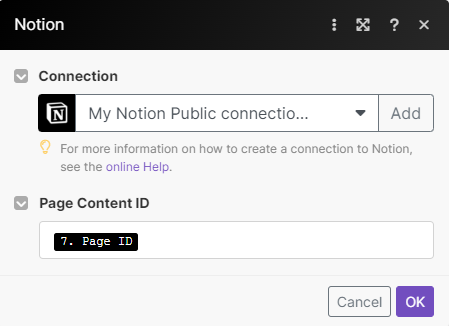 Notion
?
Connection
My Notion Public connectio...
Add
For more information on how to create a connection to Notion,
see the online Help.
Page Content ID
7. Page ID
Cancel
OK